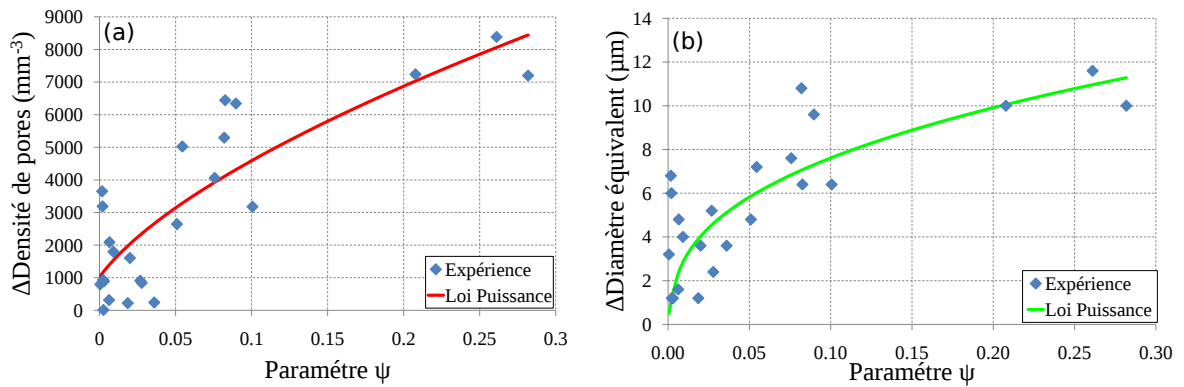 (a)
ΔDensité de pores (mm-3)
9000
8000
7000
6000
5000
4000
3000
2000
1000
0
0 0.05 0.1 0.15 0.2 0.25 0.3
Paramétre ψ
Expérience
Loi Puissance
(b)
ΔDiamètre équivalent (µm)
14
12
10
8
6
4
2
0
0.00 0.05 0.10 0.15 0.20 0.25 0.30
Paramétre ψ
Expérience
Loi Puissance